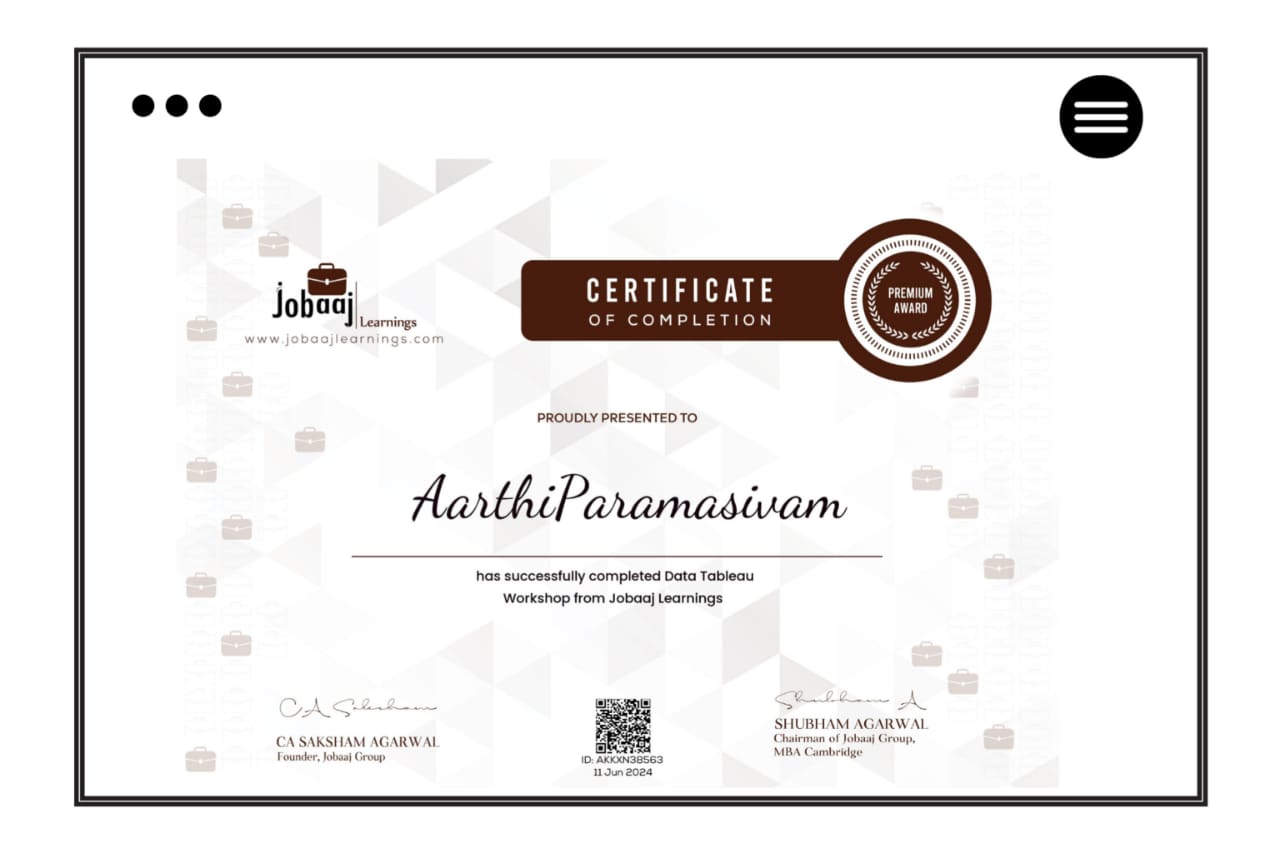 jobaaj
Learnings
www.jobaajlearnings.com
CERTIFICATE
OF COMPLETION
PREMIUM
AWARD
PROUDLY PRESENTED TO
AarthiParamasivam
has successfully completed Data Tableau
Workshop from Jobaaj Learnings
CA Saksham
CA SAKSHAM AGARWAL
Founder, Jobaaj Group
ID: AKKXN38563
11 Jun 2024
Shubham A
SHUBHAM AGARWAL
Chairman of Jobaaj Group,
MBA Cambridge